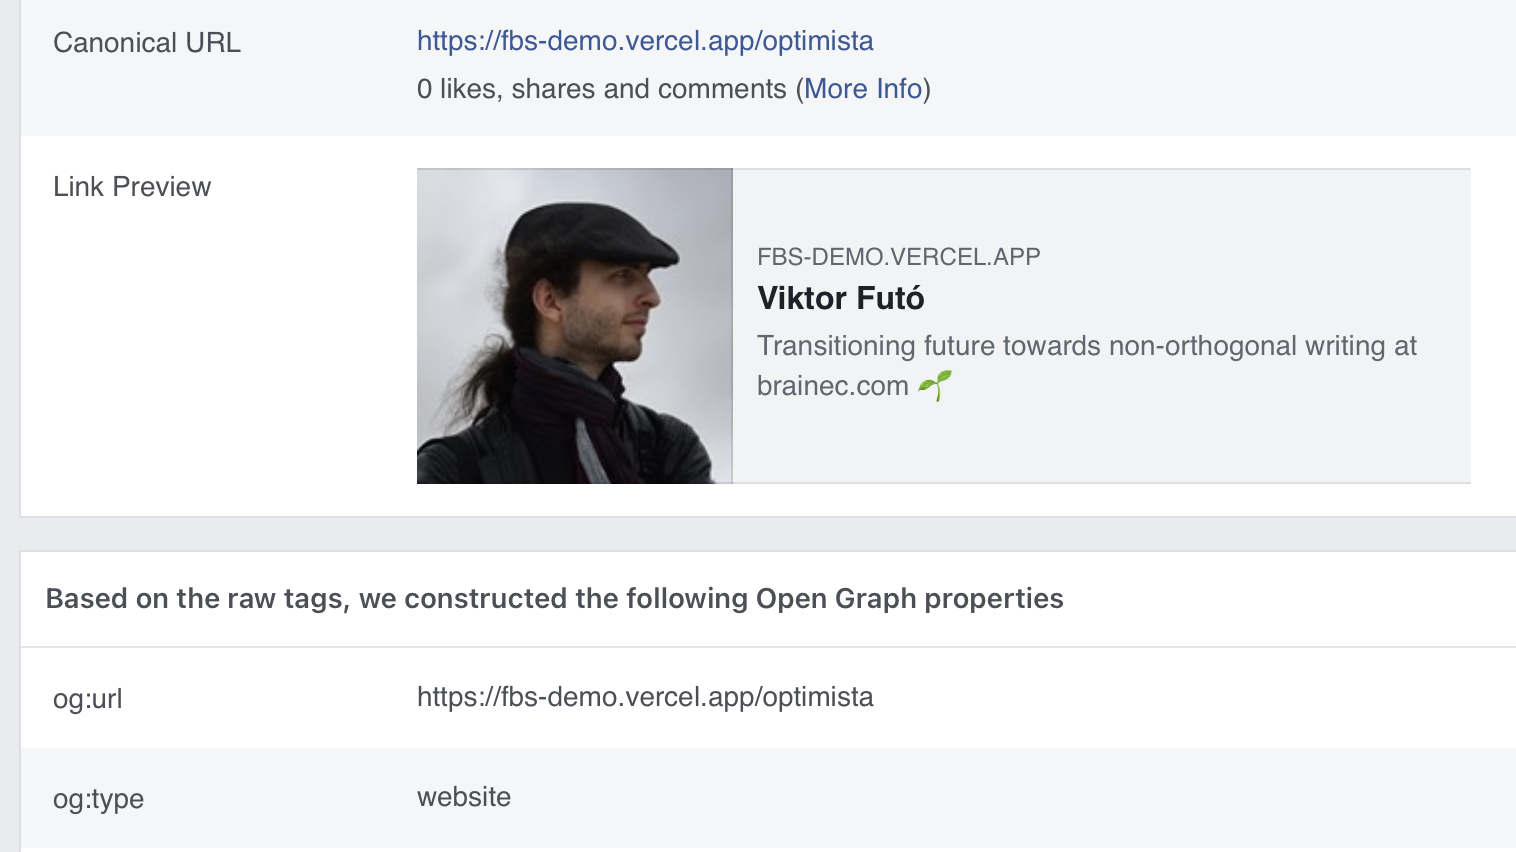 Canonical URL
https://fbs-demo.vercel.app/optimista
0 likes, shares and comments (More Info)
Link Preview
FBS-DEMO.VERCEL.APP
Viktor Futó
Transitioning future towards non-orthogonal writing at
brainec.com 🌱
Based on the raw tags, we constructed the following Open Graph properties
og:url
https://fbs-demo.vercel.app/optimista
og:type
website